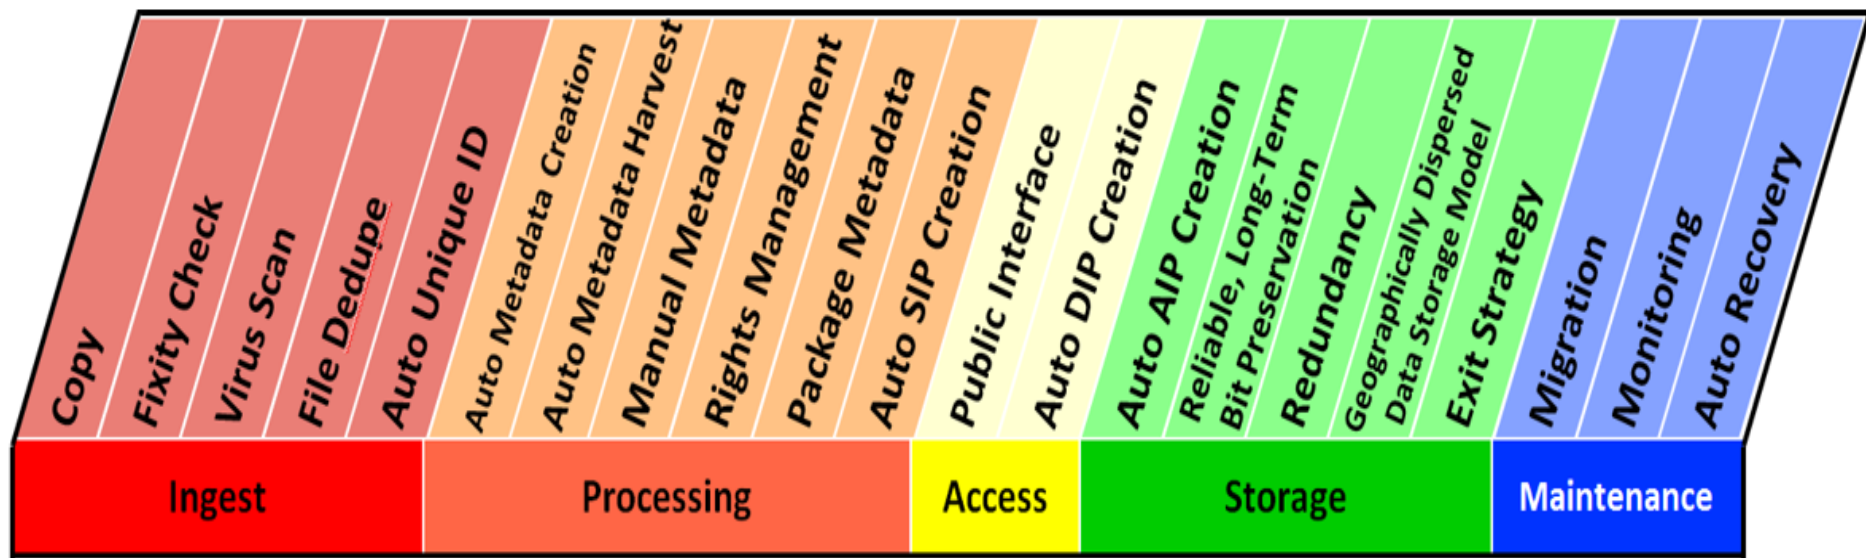 Copy
Fixity Check
Virus Scan
File Dedupe
Auto Unique ID
Auto Metadata Creation
Auto Metadata Harvest
Manual Metadata
Rights Management
Package Metadata
Auto SIP Creation
Public Interface
Auto DIP Creation
Auto AIP Creation
Reliable, Long-Term
Bit Preservation
Redundancy
Geographically Dispersed
Data Storage Model
Exit Strategy
Migration
Monitoring
Auto Recovery
Ingest
Processing
Access
Storage
Maintenance